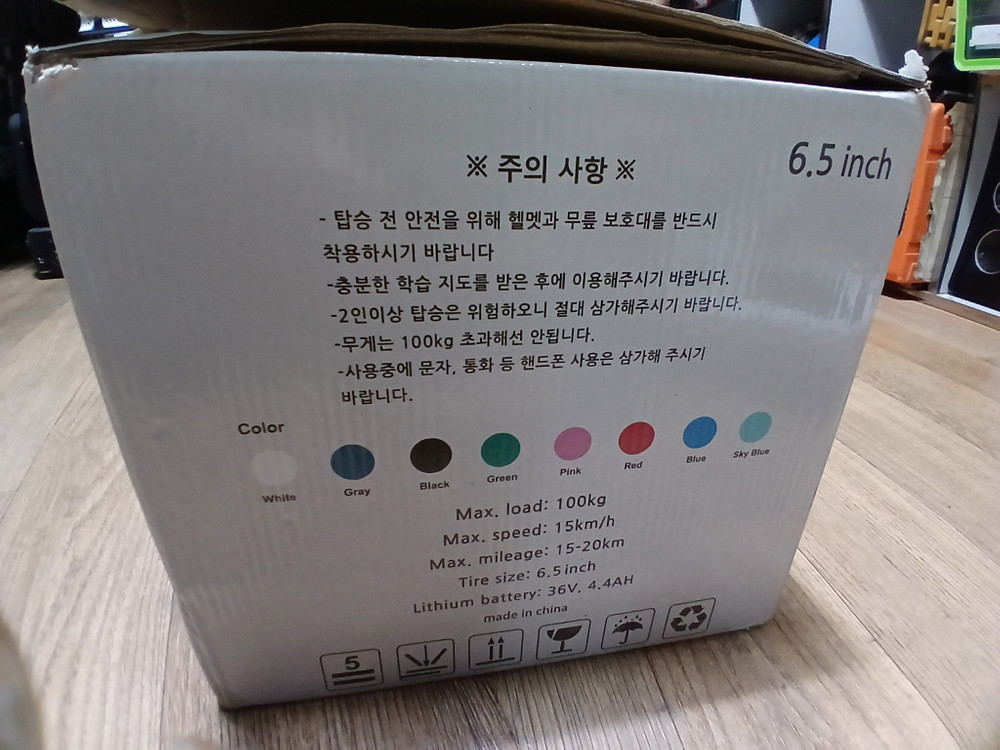 6.5 inch
※ 주의 사항 ※
- 탑승 전 안전을 위해 헬멧과 무릎 보호대를 반드시
착용하시기 바랍니다
-충분한 학습 지도를 받은 후에 이용해주시기 바랍니다.
-2인이상 탑승은 위험하오니 절대 삼가해주시기 바랍니다.
-무게는 100kg 초과해선 안됩니다.
-사용중에 문자, 통화 등 핸드폰 사용은 삼가해 주시기
바랍니다.
Color
White Gray Black Green Pink Red Blue Sky Blue
Max. load: 100kg
Max. speed: 15km/h
Max. mileage: 15-20km
Tire size: 6.5inch
Lithium battery: 36V, 4.4AH
made in china
5